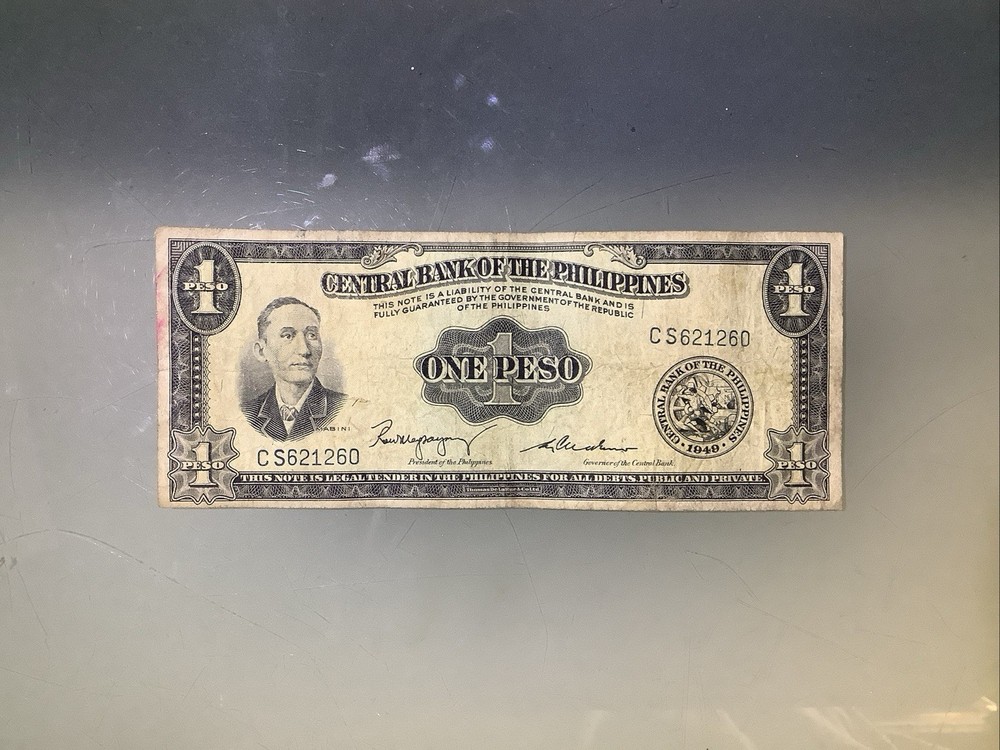 1
PESO
1
PESO
CENTRAL BANK OF THE PHILIPPINES
THIS NOTE IS A LIABILITY OF THE CENTRAL BANK AND IS
FULLY GUARANTEED BY THE GOVERNMENT OF THE REPUBLIC
OF THE PHILIPPINES
CS621260
1
ONE PESO
CENTRAL BANK OF THE PHILIPPINES
1949
ABINI
CS621260
President of the Philippines
Governor of the Central Bank
1
PESO
1
PESO
THIS NOTE IS LEGAL TENDER IN THE PHILIPPINES FOR ALL DEBTS PUBLIC AND PRIVATE